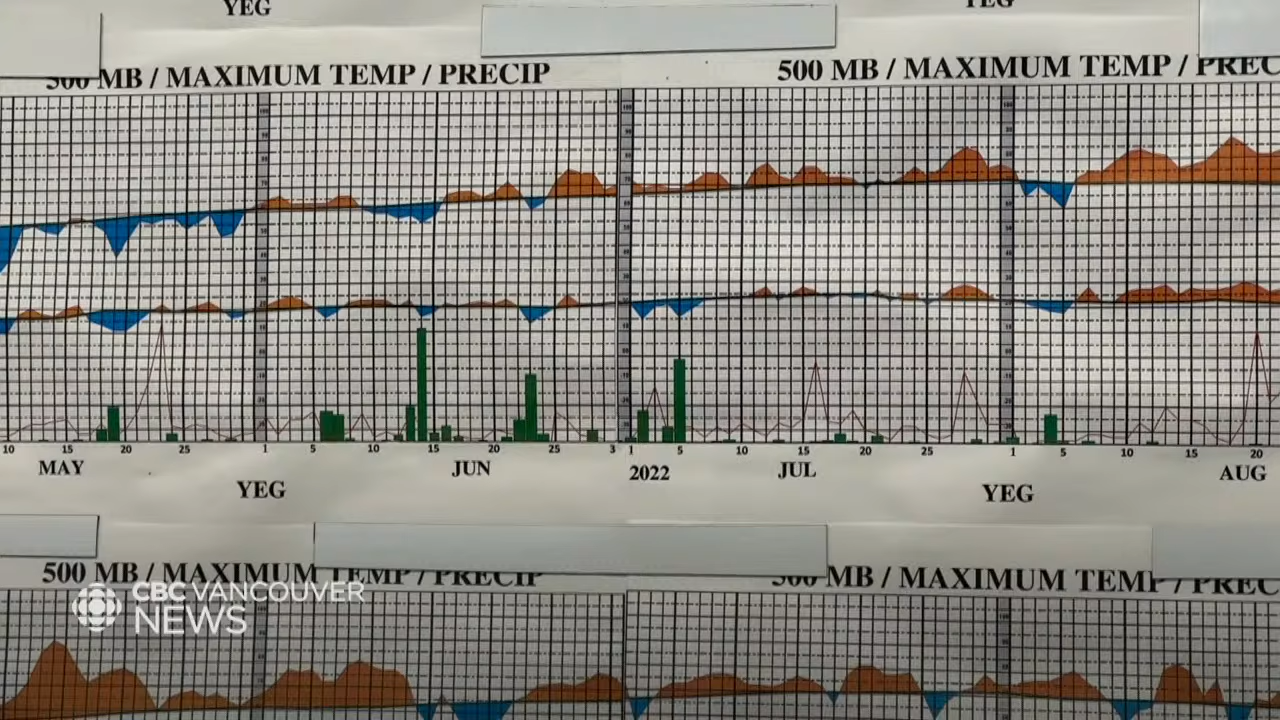 YEG YEG
500 MB / MAXIMUM TEMP / PRECIP 500 MB / MAXIMUM TEMP / PREC
10 15 20 25 1 5 10 15 20 25 3 1 5 10 15 20 25 1 5 10 15 20
MAY JUN 2022 JUL AUG
YEG YEG
500 MB / MAXIMUM TEMP / PRECIP 500 MB / MAXIMUM TEMP / PREC
CBC VANCOUVER
NEWS